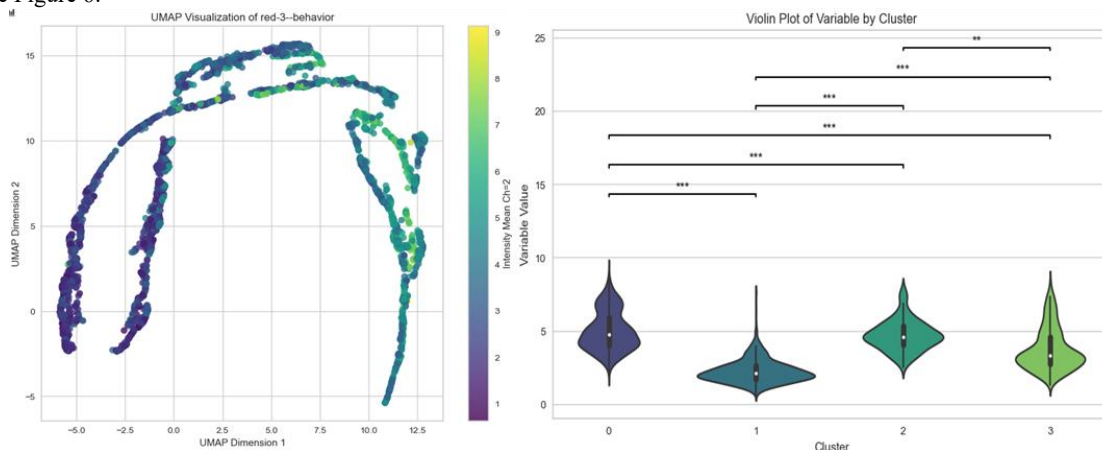 e Figure 6.
UMAP Visualization of red-3--behavior
15
10
5
0
−5
UMAP Dimension 2
−5.0 −2.5 0.0 2.5 5.0 7.5 10.0 12.5
UMAP Dimension 1
9
8
7
6
5
4
3
2
1
Intensity Mean Ch=2
Violin Plot of Variable by Cluster
25
20
15
10
5
0
Variable Value
**
***
***
***
***
***
0 1 2 3
Cluster